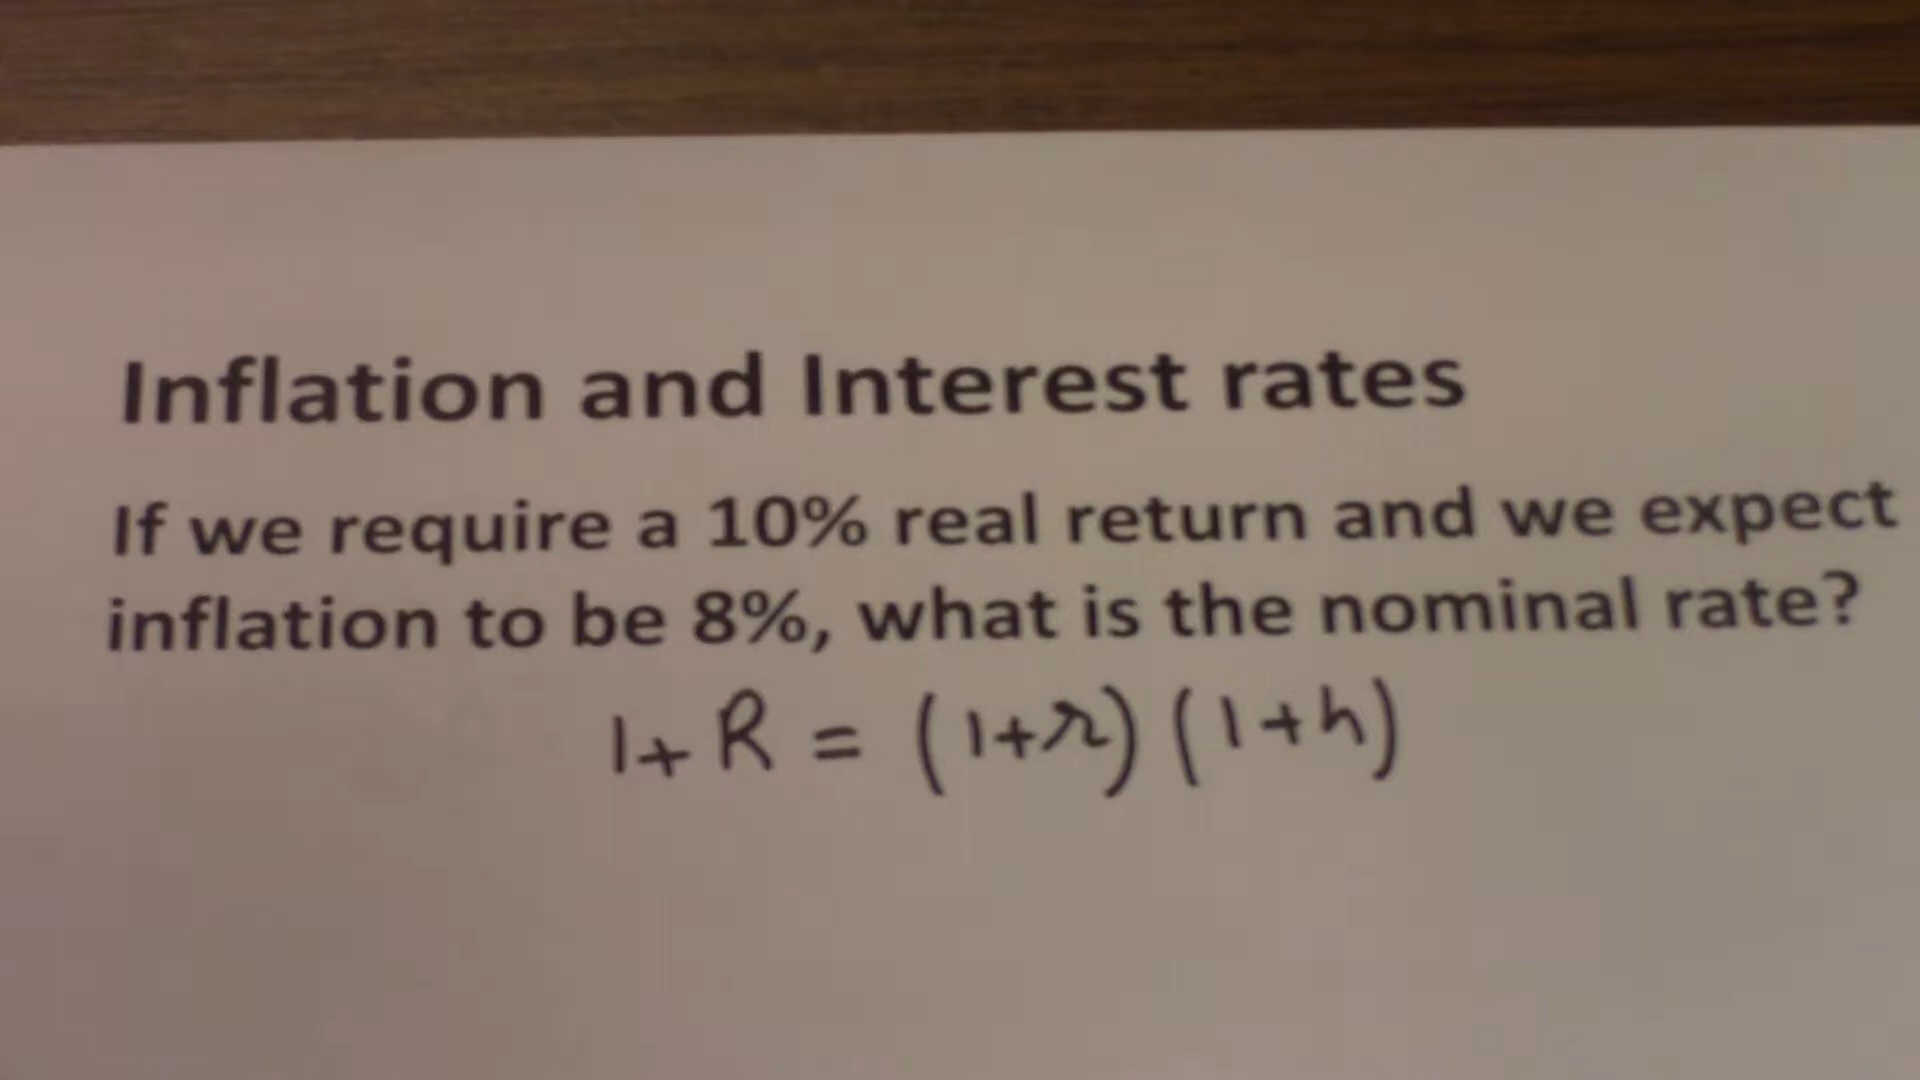 Inflation and Interest rates
If we require a 10% real return and we expect
inflation to be 8%, what is the nominal rate?
1+R = (1+r) (1+h)